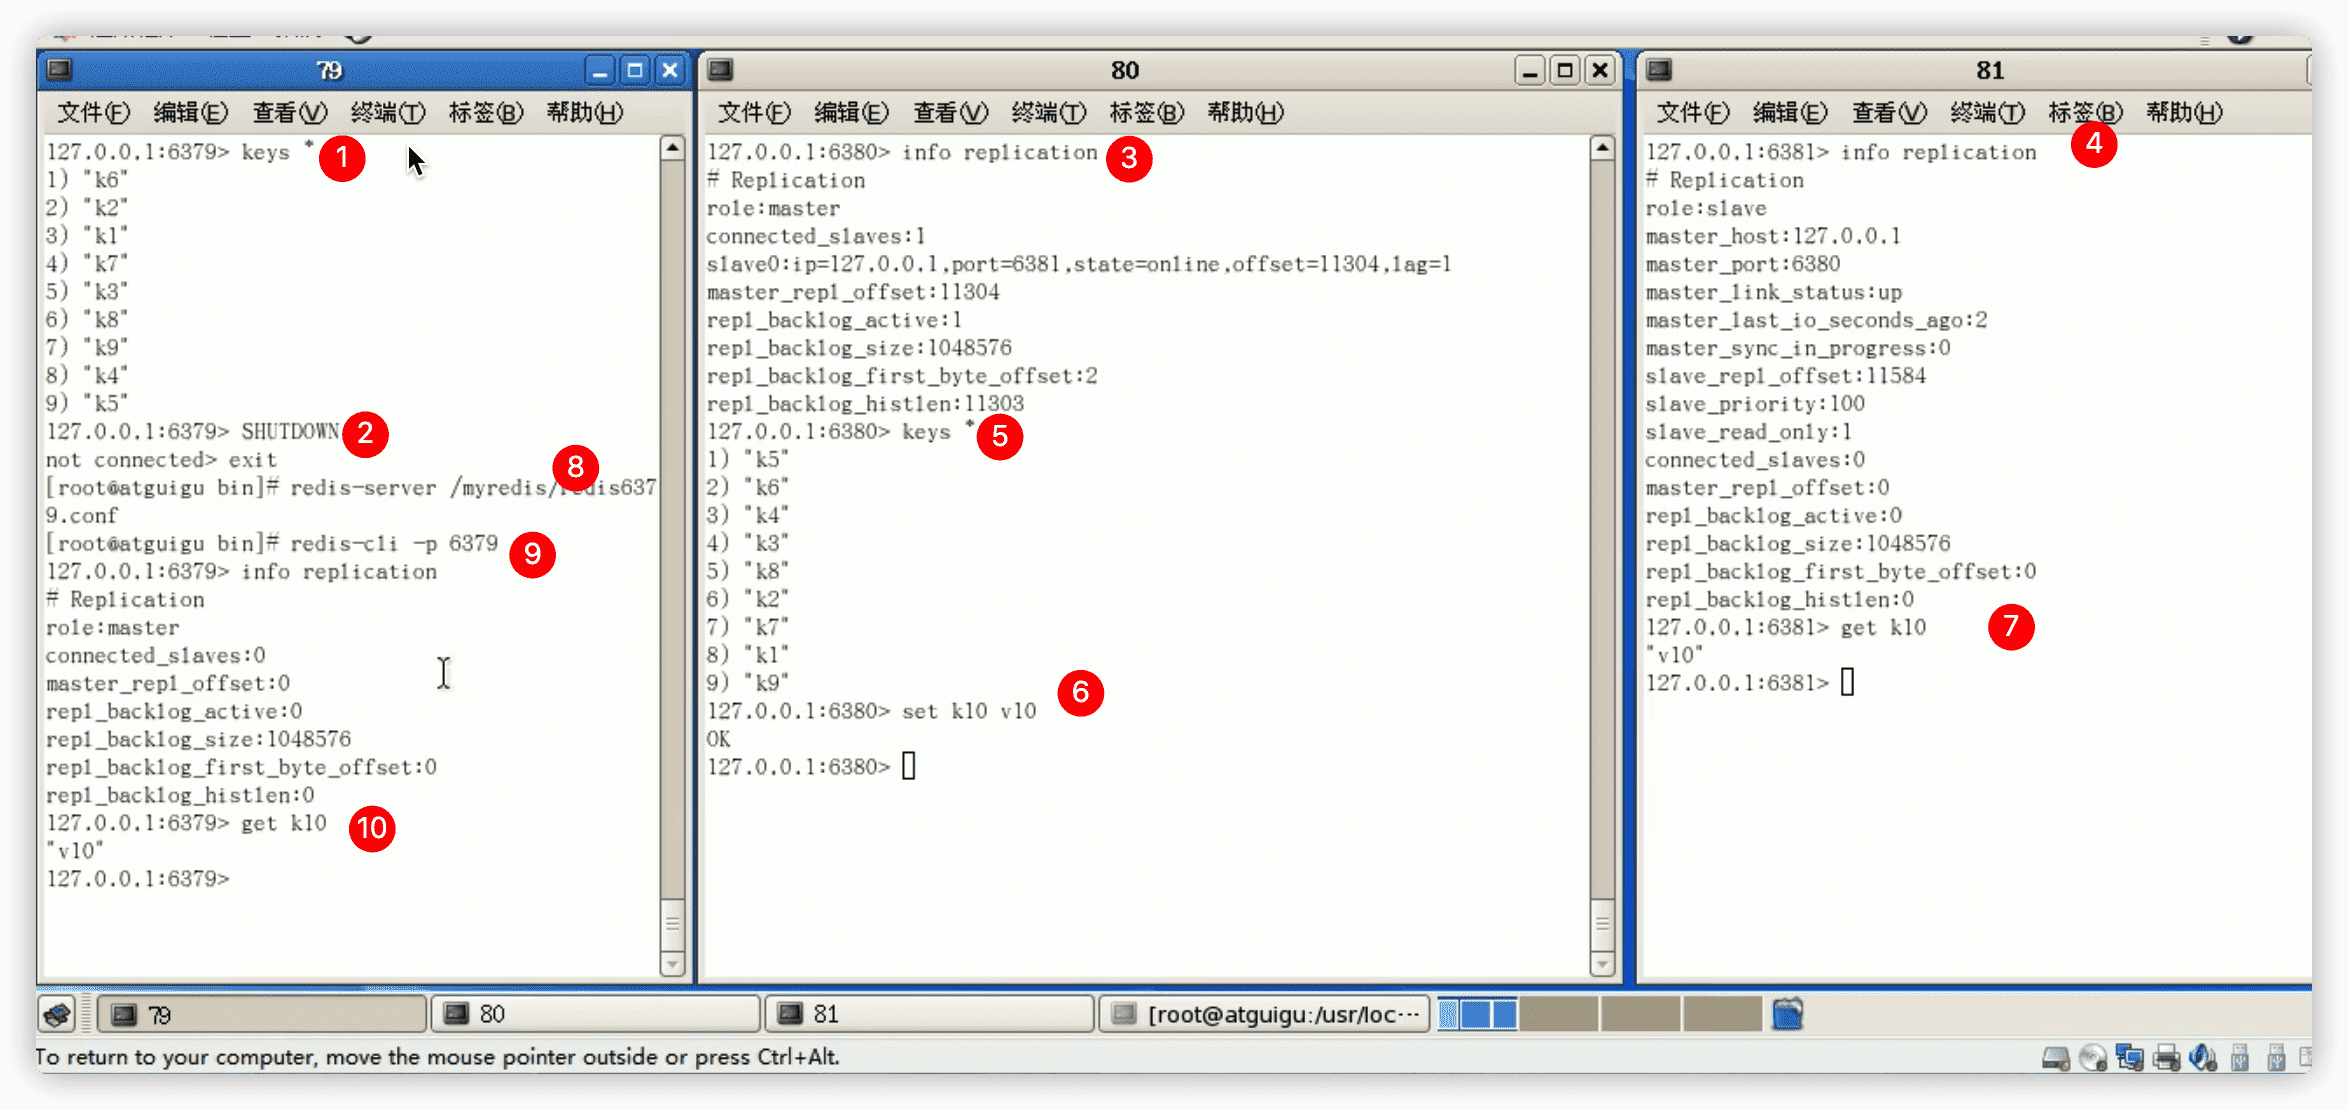 79
文件(F) 编辑(E) 查看(V) 终端(T) 标签(B) 帮助(H)
127.0.0.1:6379> keys * 1
1) "k6"
2) "k2"
3) "k1"
4) "k7"
5) "k3"
6) "k8"
7) "k9"
8) "k4"
9) "k5"
127.0.0.1:6379> SHUTDOWN 2
not connected> exit
8
[root@atguigu bin]# redis-server /myredis/redis637
9.conf
[root@atguigu bin]# redis-cli -p 6379 9
127.0.0.1:6379> info replication
# Replication
role:master
connected_slaves:0
master_repl_offset:0
repl_backlog_active:0
repl_backlog_size:1048576
repl_backlog_first_byte_offset:0
repl_backlog_histlen:0
127.0.0.1:6379> get k10 10
"v10"
127.0.0.1:6379>
80
文件(F) 编辑(E) 查看(V) 终端(T) 标签(B) 帮助(H)
127.0.0.1:6380> info replication 3
# Replication
role:master
connected_slaves:1
slave0:ip=127.0.0.1,port=6381,state=online,offset=11304,lag=1
master_repl_offset:11304
repl_backlog_active:1
repl_backlog_size:1048576
repl_backlog_first_byte_offset:2
repl_backlog_histlen:11303
127.0.0.1:6380> keys * 5
1) "k5"
2) "k6"
3) "k4"
4) "k3"
5) "k8"
6) "k2"
7) "k7"
8) "k1"
9) "k9"
127.0.0.1:6380> set k10 v10 6
OK
127.0.0.1:6380>
81
文件(F) 编辑(E) 查看(V) 终端(T) 标签(B) 帮助(H)
127.0.0.1:6381> info replication 4
# Replication
role:slave
master_host:127.0.0.1
master_port:6380
master_link_status:up
master_last_io_seconds_ago:2
master_sync_in_progress:0
slave_repl_offset:11584
slave_priority:100
slave_read_only:1
connected_slaves:0
master_repl_offset:0
repl_backlog_active:0
repl_backlog_size:1048576
repl_backlog_first_byte_offset:0
repl_backlog_histlen:0
127.0.0.1:6381> get k10 7
"v10"
127.0.0.1:6381>
79 80 81 [root@atguigu:/usr/loc···
To return to your computer, move the mouse pointer outside or press Ctrl+Alt.